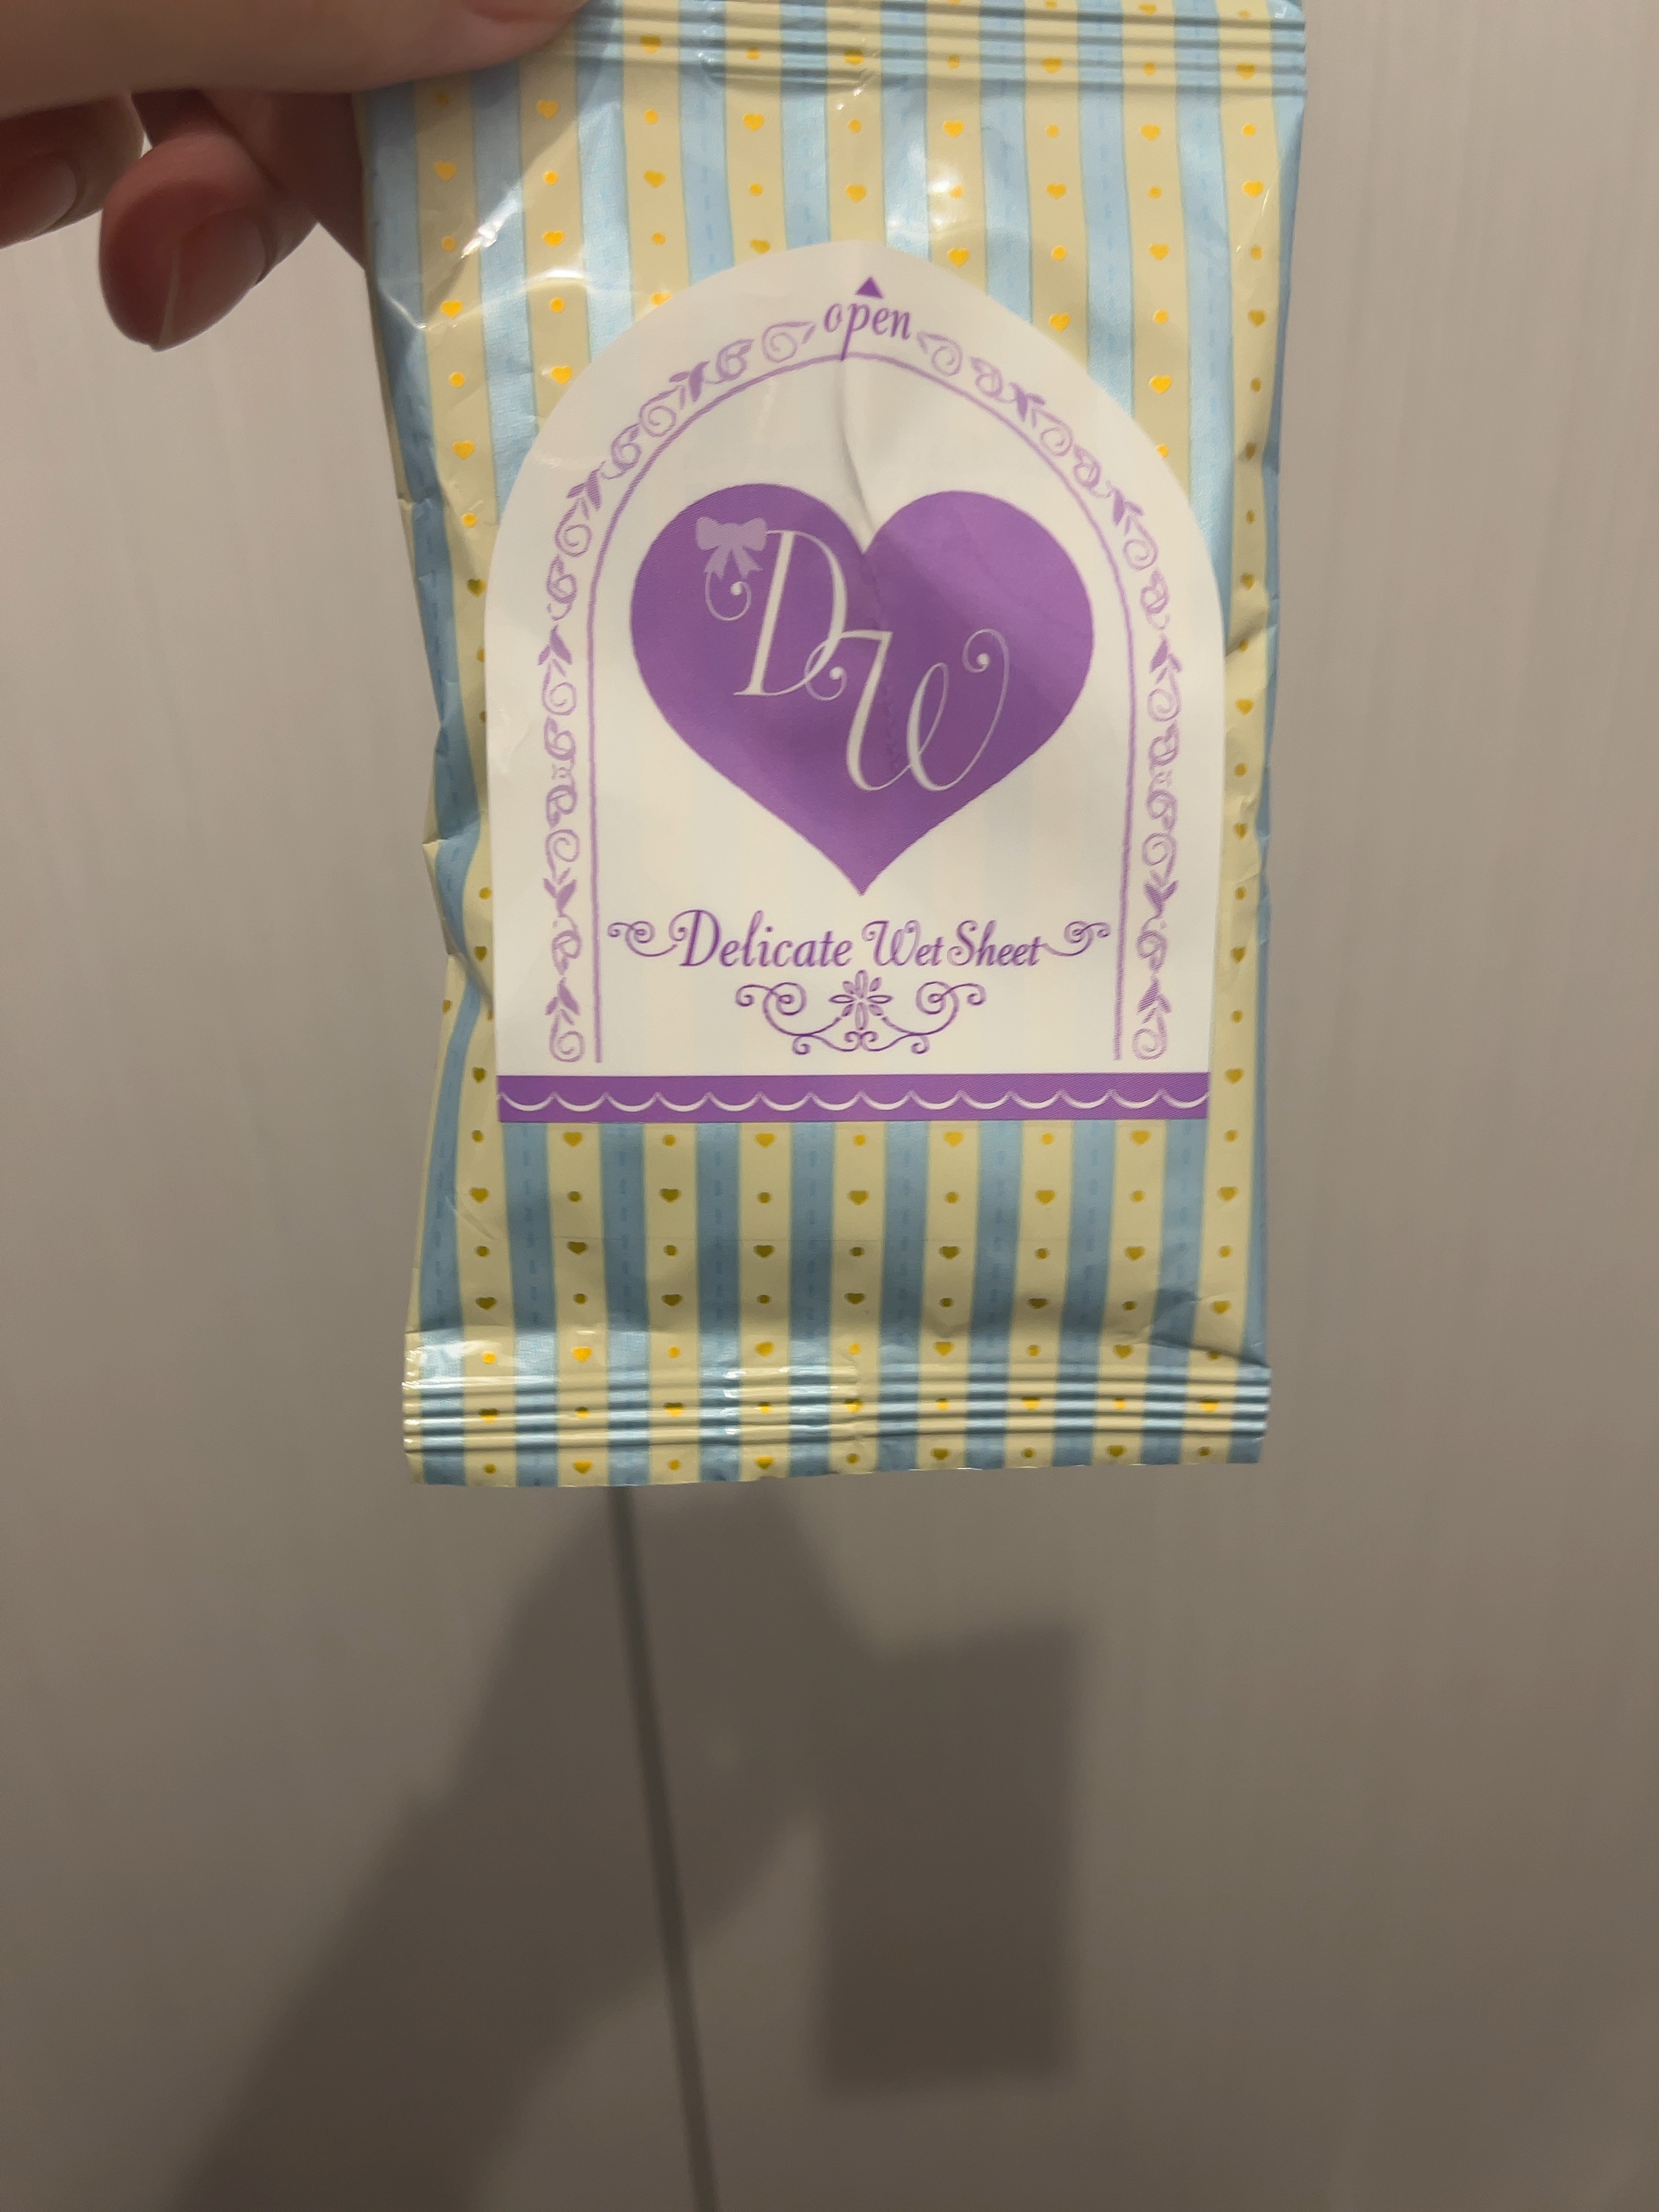 open
DW
Delicate Wet Sheet